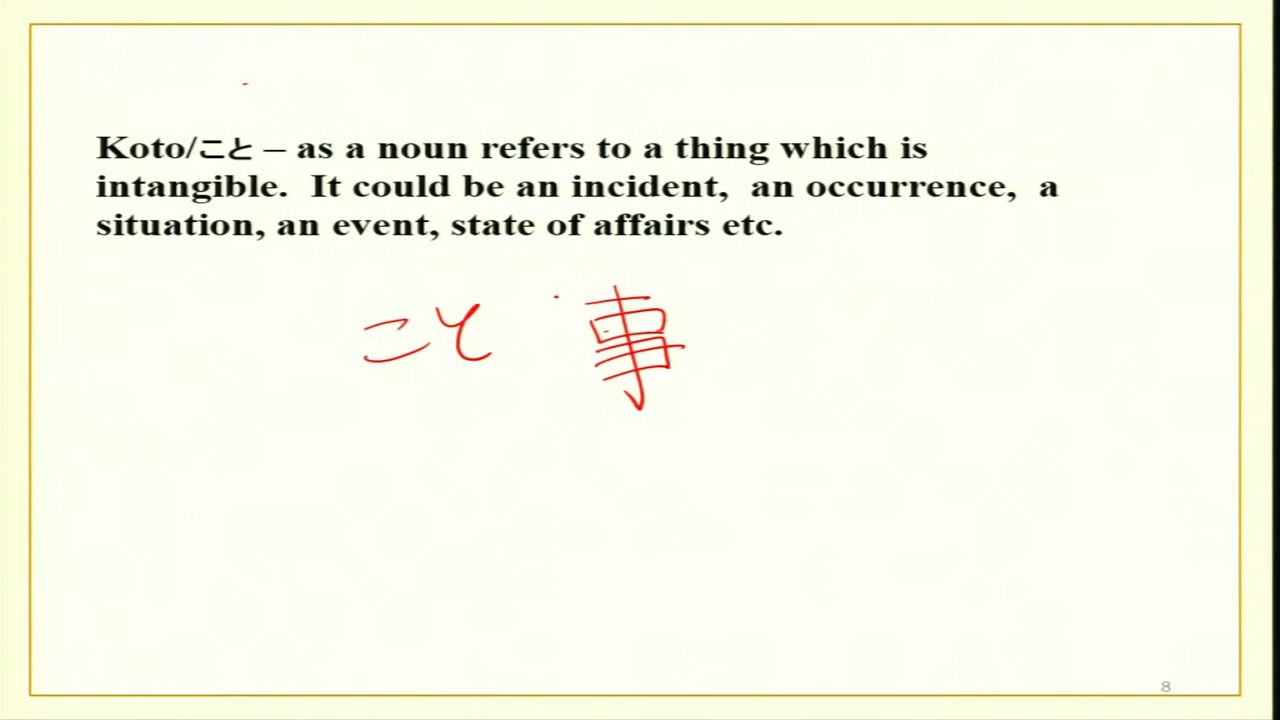 Koto/こと – as a noun refers to a thing which is
intangible. It could be an incident, an occurrence, a
situation, an event, state of affairs etc.
こと 事
8